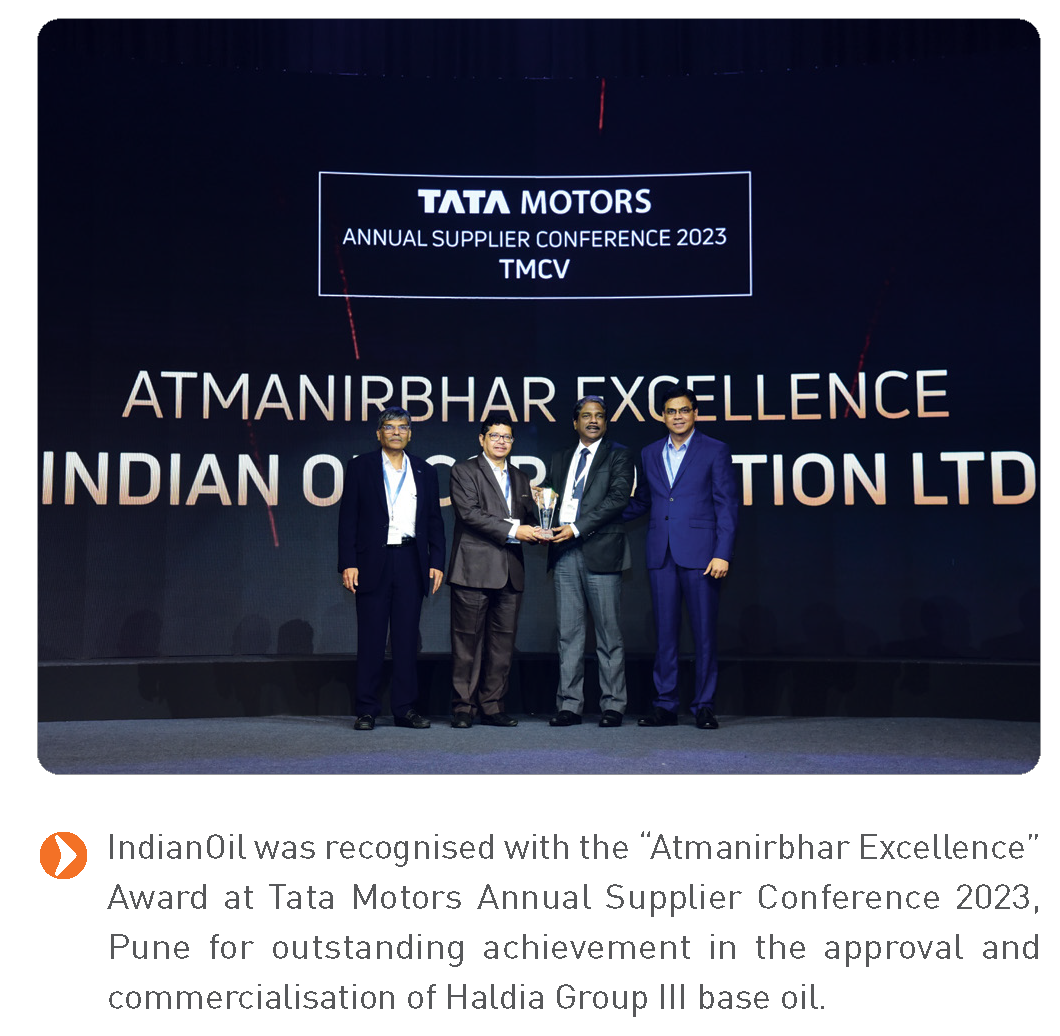 TATA MOTORS
ANNUAL SUPPLIER CONFERENCE 2023
TMCV
ATMANIRBHAR EXCELLENCE
INDIAN LTD
IndianOil was recognised with the “Atmanirbhar Excellence”
Award at Tata Motors Annual Supplier Conference 2023,
Pune for outstanding achievement in the approval and
commercialisation of Haldia Group III base oil.